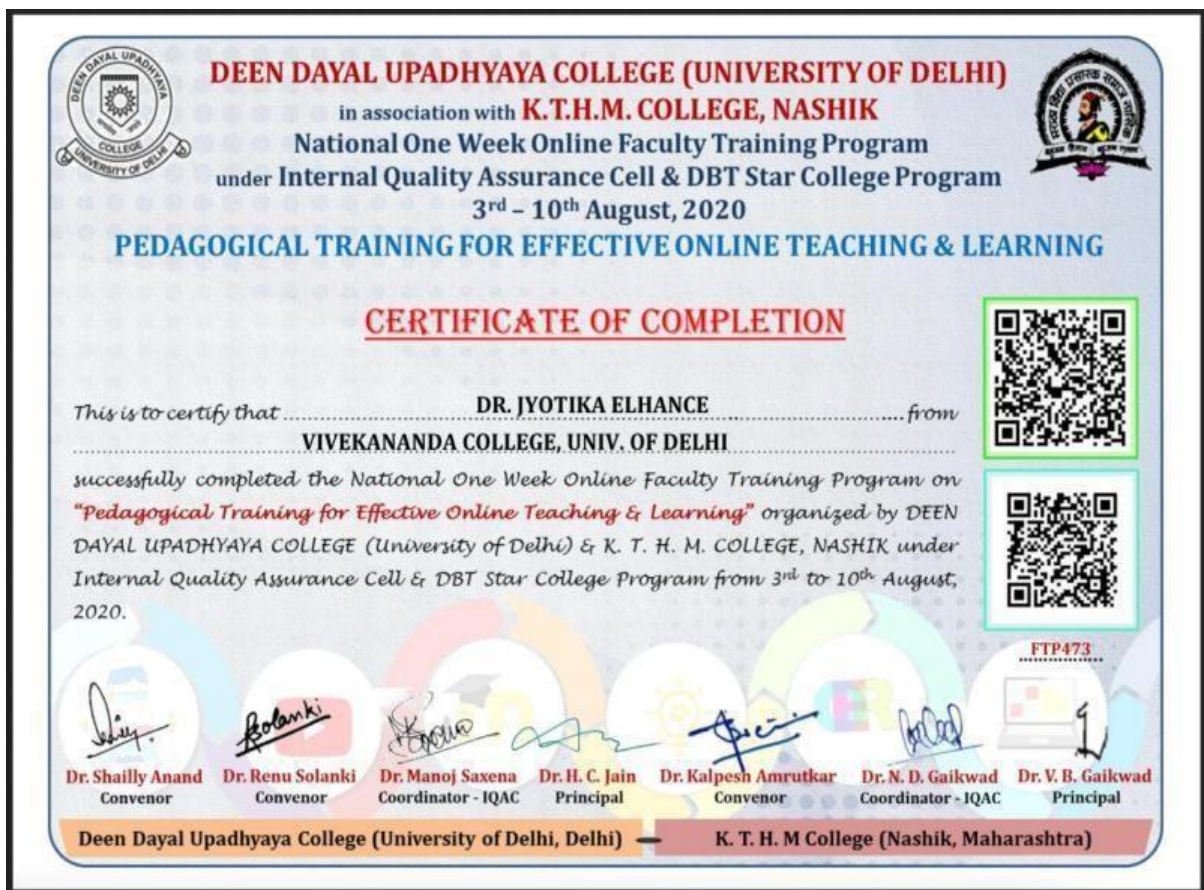 DEEN DAYAL UPADHYAYA COLLEGE (UNIVERSITY OF DELHI)
in association with K.T.H.M. COLLEGE, NASHIK
National One Week Online Faculty Training Program
under Internal Quality Assurance Cell & DBT Star College Program
3rd – 10th August, 2020
PEDAGOGICAL TRAINING FOR EFFECTIVE ONLINE TEACHING & LEARNING
DEEN DAYAL UPADHYAYA
COLLEGE
UNIVERSITY OF DELHI
CERTIFICATE OF COMPLETION
This is to certify that DR. JYOTIKA ELHANCE from
VIVEKANANDA COLLEGE, UNIV. OF DELHI
successfully completed the National One Week Online Faculty Training Program on
“Pedagogical Training for Effective Online Teaching & Learning” organized by DEEN
DAYAL UPADHYAYA COLLEGE (University of Delhi) & K. T. H. M. COLLEGE, NASHIK under
Internal Quality Assurance Cell & DBT Star College Program from 3rd to 10th August,
2020.
FTP473
Solanki
Dr. Shailly Anand Dr. Renu Solanki Dr. Manoj Saxena Dr. H. C. Jain Dr. Kalpesh Amrutkar Dr. N. D. Gaikwad Dr. V. B. Gaikwad
Convenor Convenor Coordinator - IQAC Principal Convenor Coordinator - IQAC Principal
Deen Dayal Upadhyaya College (University of Delhi, Delhi) K. T. H. M College (Nashik, Maharashtra)